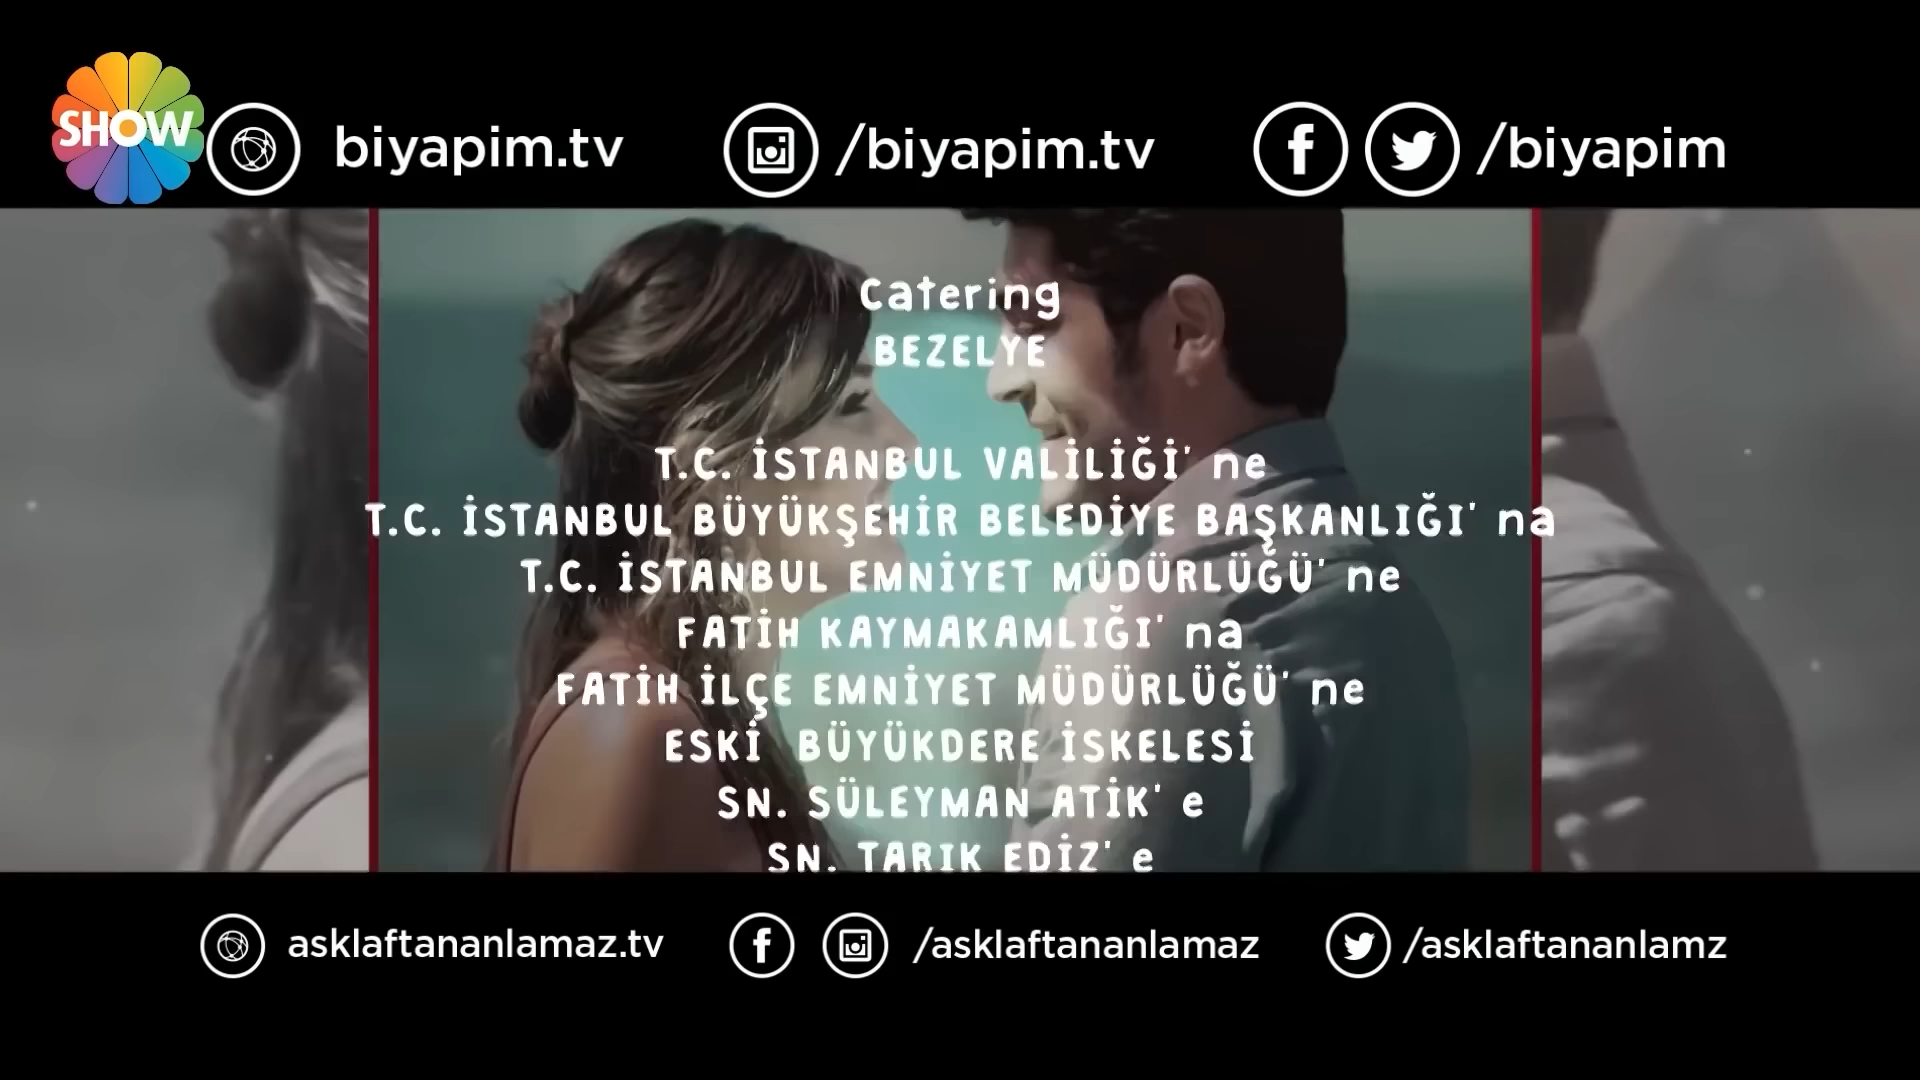 SHOW
biyapim.tv
/biyapim.tv
/biyapim
Catering
BEZELYE
T.C. İSTANBUL VALİLİĞİ' ne
T.C. İSTANBUL BÜYÜKŞEHİR BELEDİYE BAŞKANLIĞI' na
T.C. İSTANBUL EMNİYET MÜDÜRLÜĞÜ' ne
FATİH KAYMAKAMLIĞI' na
FATİH İLÇE EMNİYET MÜDÜRLÜĞÜ' ne
ESKİ BÜYÜKDERE İSKELESİ
SN. SÜLEYMAN ATİK' e
SN. TARIK EDİZ' e
asklaftananlamaz.tv
/asklaftananlamaz
/asklaftananlamz